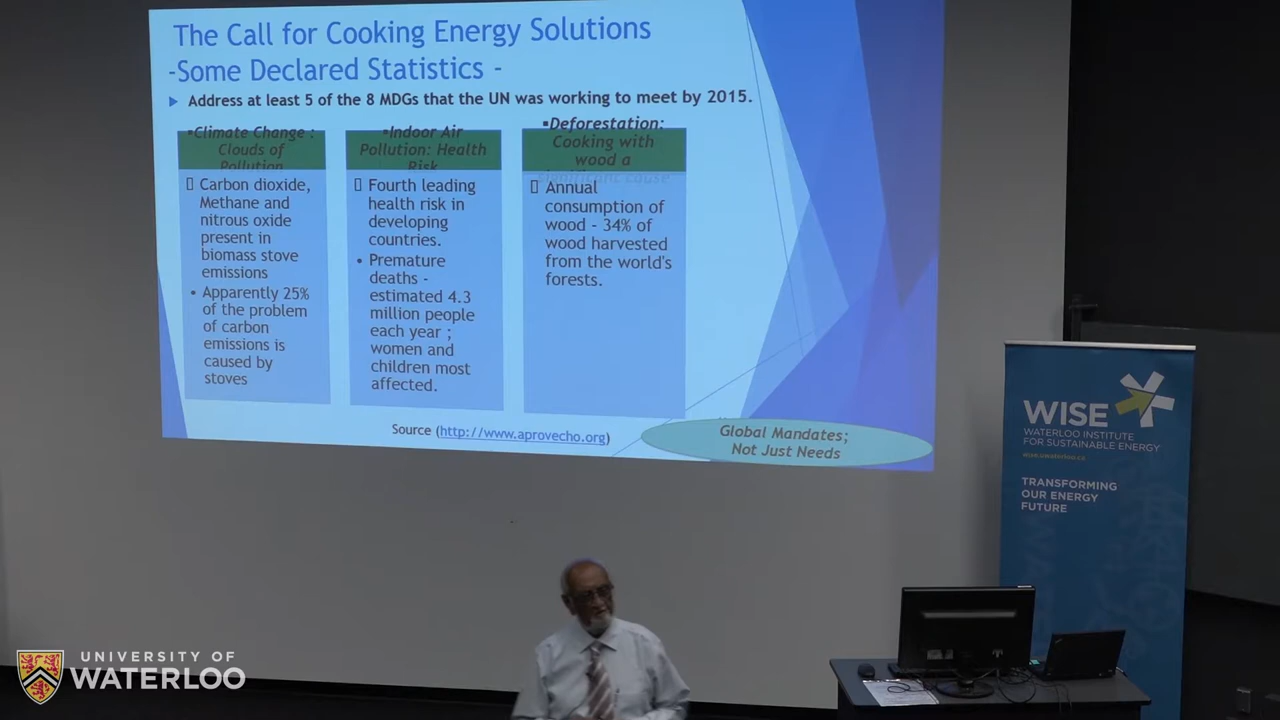 The Call for Cooking Energy Solutions
-Some Declared Statistics -
Address at least 5 of the 8 MDGs that the UN was working to meet by 2015.
▪Climate Change :
Clouds of
Pollution
Carbon dioxide,
Methane and
nitrous oxide
present in
biomass stove
emissions
• Apparently 25%
of the problem
of carbon
emissions is
caused by
stoves
▪Indoor Air
Pollution: Health
Risk
Fourth leading
health risk in
developing
countries.
• Premature
deaths -
estimated 4.3
million people
each year ;
women and
children most
affected.
▪Deforestation:
Cooking with
wood a
significant cause
Annual
consumption of
wood - 34% of
wood harvested
from the world's
forests.
Source (http://www.aprovecho.org)
Global Mandates;
Not Just Needs
WISE
WATERLOO INSTITUTE
FOR SUSTAINABLE ENERGY
TRANSFORMING
OUR ENERGY
FUTURE
UNIVERSITY OF
WATERLOO